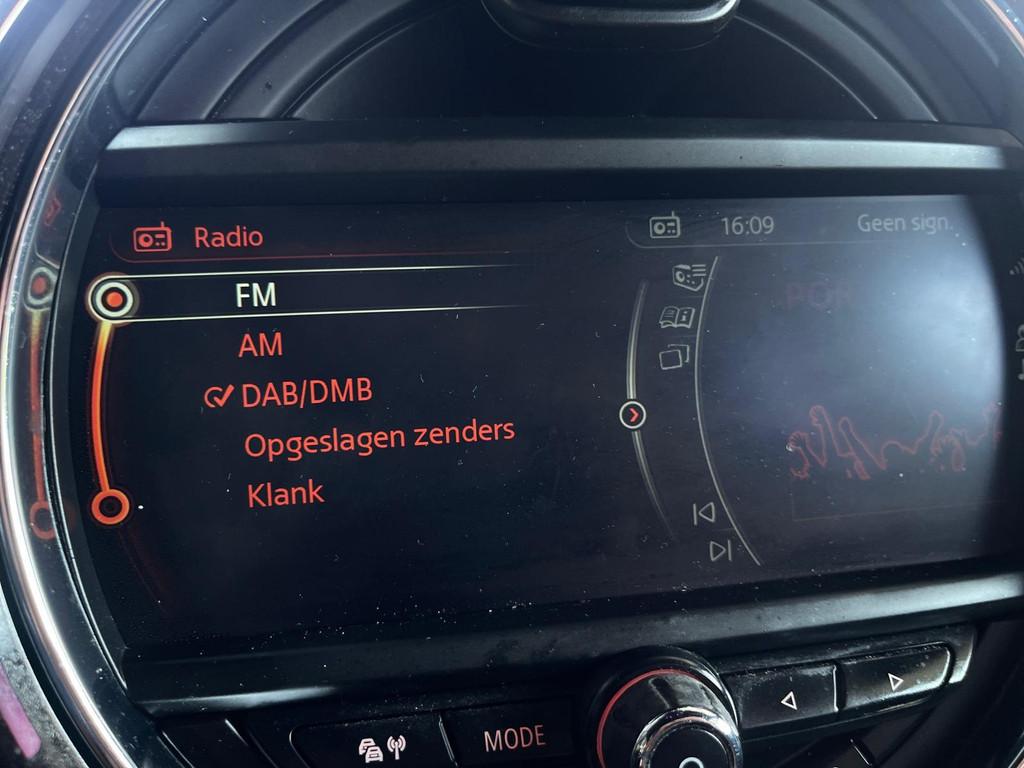 Radio
16:09 Geen sign.
FM
AM
DAB/DMB
Opgeslagen zenders
Klank
MODE